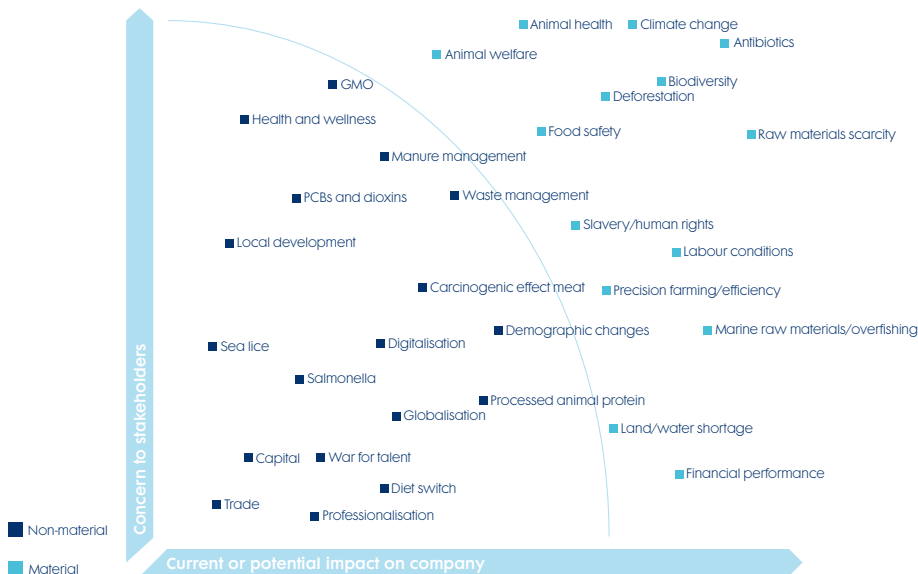 Animal health
Climate change
Antibiotics
Animal welfare
GMO
Biodiversity
Deforestation
Health and wellness
Food safety
Raw materials scarcity
Manure management
PCBs and dioxins
Waste management
Slavery/human rights
Local development
Labour conditions
Carcinogenic effect meat
Precision farming/efficiency
Demographic changes
Marine raw materials/overfishing
Sea lice
Digitalisation
Salmonella
Processed animal protein
Globalisation
Land/water shortage
Capital
War for talent
Financial performance
Diet switch
Trade
Professionalisation
Concern to stakeholders
Non-material
Material
Current or potential impact on company